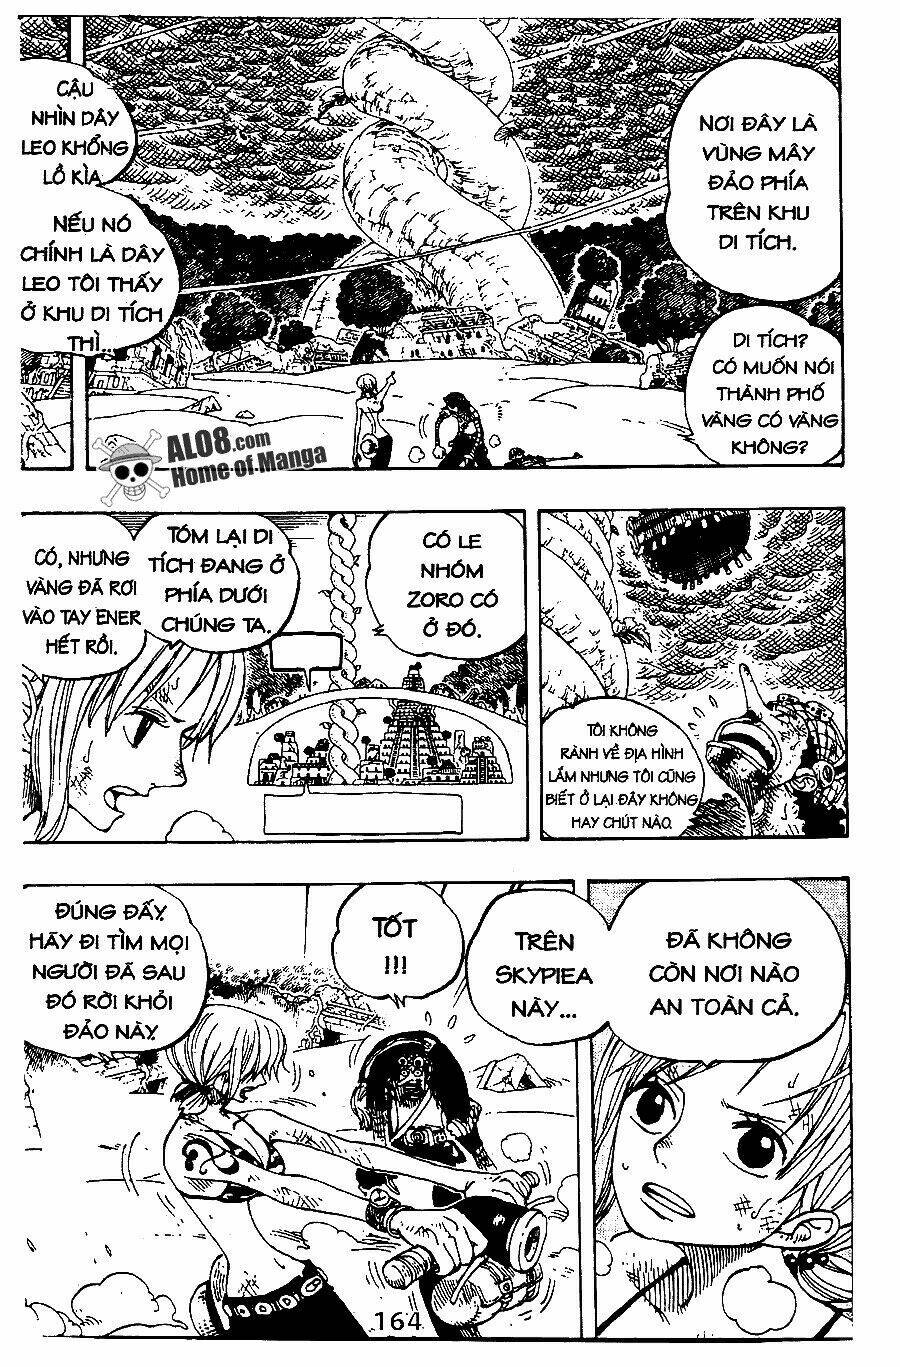 NƠI ĐÂY LÀ
VÙNG MÂY
ĐẢO PHÍA
TRÊN KHU
DI TÍCH.
DI TÍCH?
CÓ MUỐN NÓI
THÀNH PHỐ
VÀNG CÓ VÀNG
KHÔNG?
CẬU
NHÌN DÂY
LEO KHỔNG
LỒ KÌA
NẾU NÓ
CHÍNH LÀ DÂY
LEO TÔI THẤY
Ở KHU DI TÍCH
THÌ...
ALO8.com
Home of Manga
TÔI KHÔNG
RÀNH VỀ ĐỊA HÌNH
LẮM NHƯNG TÔI CŨNG
BIẾT Ở LẠI ĐÂY KHÔNG
HAY CHÚT NÀO.
CÓ LE
NHÓM
ZORO CÓ
Ở ĐÓ.
TÓM LẠI DI
TÍCH ĐANG Ở
PHÍA DƯỚI
CHÚNG TA.
CÓ, NHƯNG
VÀNG ĐÃ RƠI
VÀO TAY ENER
HẾT RỒI.
ĐÃ KHÔNG
CÒN NƠI NÀO
AN TOÀN CẢ.
TRÊN
SKYPIEA
NÀY...
TỐT
!!!
ĐÚNG ĐẤY.
HÃY ĐI TÌM MỌI
NGƯỜI ĐÃ SAU
ĐÓ RỜI KHỎI
ĐẢO NÀY.
164